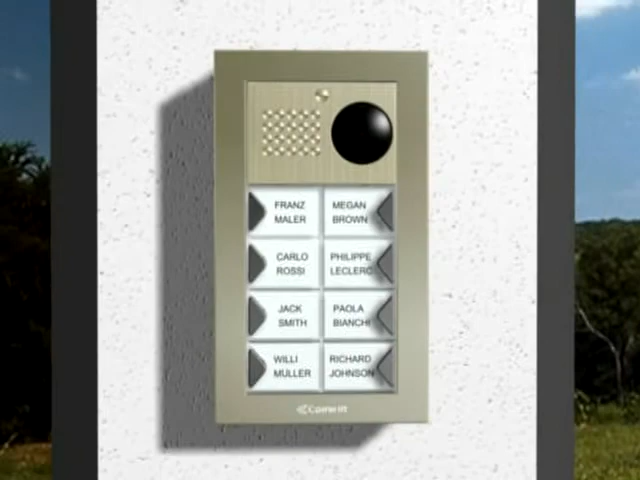 FRANZ
MALER
MEGAN
BROWN
CARLO
ROSSI
PHILIPPE
LECLERC
JACK
SMITH
PAOLA
BIANCHI
WILLI
MULLER
RICHARD
JOHNSON